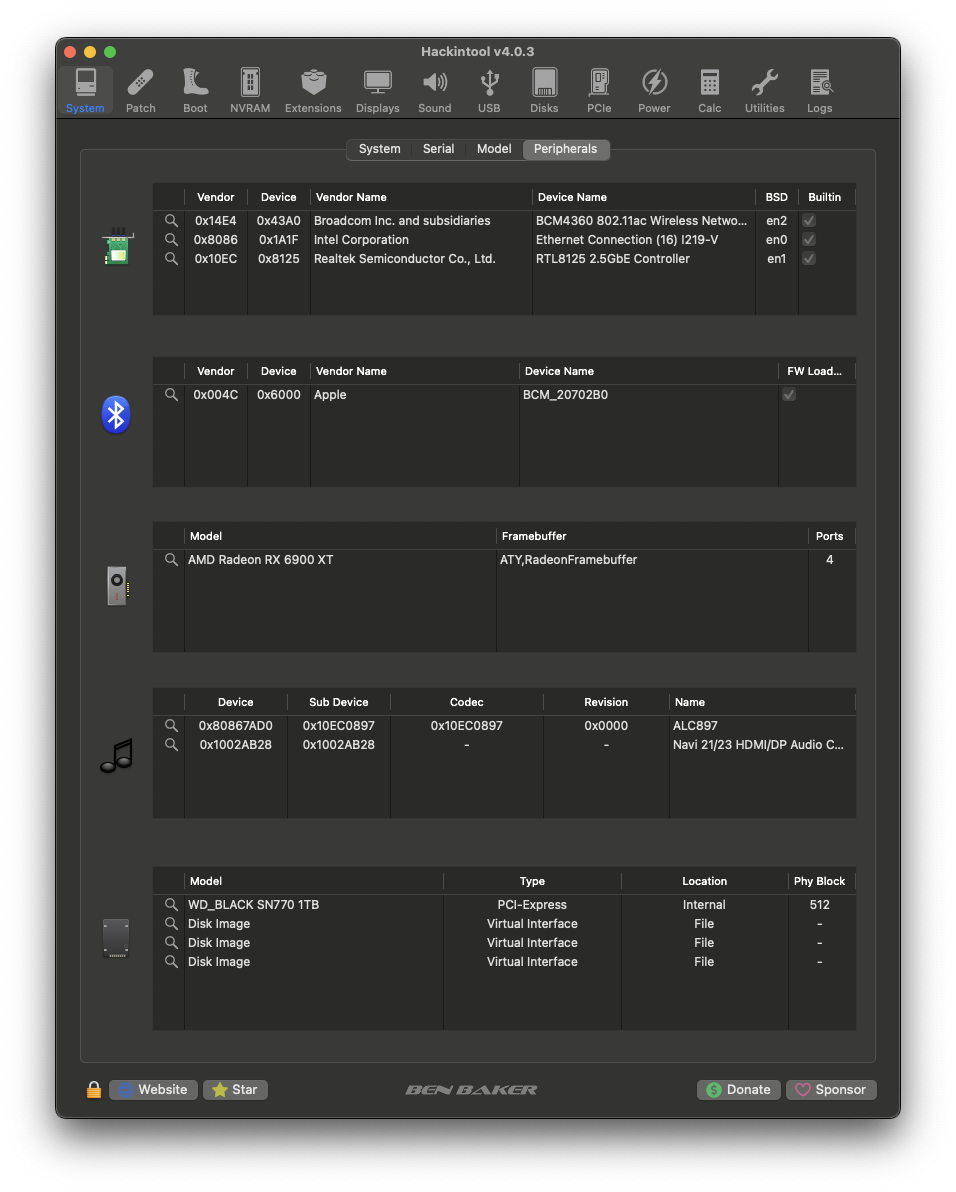 Hackintool v4.0.3
System Patch Boot NVRAM Extensions Displays Sound USB Disks PCIe Power Calc Utilities Logs
System Serial Model Peripherals
Vendor Device Vendor Name Device Name BSD Builtin
0x14E4 0x43A0 Broadcom Inc. and subsidiaries BCM4360 802.11ac Wireless Netwo... en2
0x8086 0x1A1F Intel Corporation Ethernet Connection (16) I219-V en0
0x10EC 0x8125 Realtek Semiconductor Co., Ltd. RTL8125 2.5GbE Controller en1
Vendor Device Vendor Name Device Name FW Load...
0x004C 0x6000 Apple BCM_20702B0
Model Framebuffer Ports
AMD Radeon RX 6900 XT ATY,RadeonFramebuffer 4
Device Sub Device Codec Revision Name
0x80867AD0 0x10EC0897 0x10EC0897 0x0000 ALC897
0x1002AB28 0x1002AB28 - - Navi 21/23 HDMI/DP Audio C...
Model Type Location Phy Block
WD_BLACK SN770 1TB PCI-Express Internal 512
Disk Image Virtual Interface File -
Disk Image Virtual Interface File -
Disk Image Virtual Interface File -
Website Star BEN BAKER Donate Sponsor